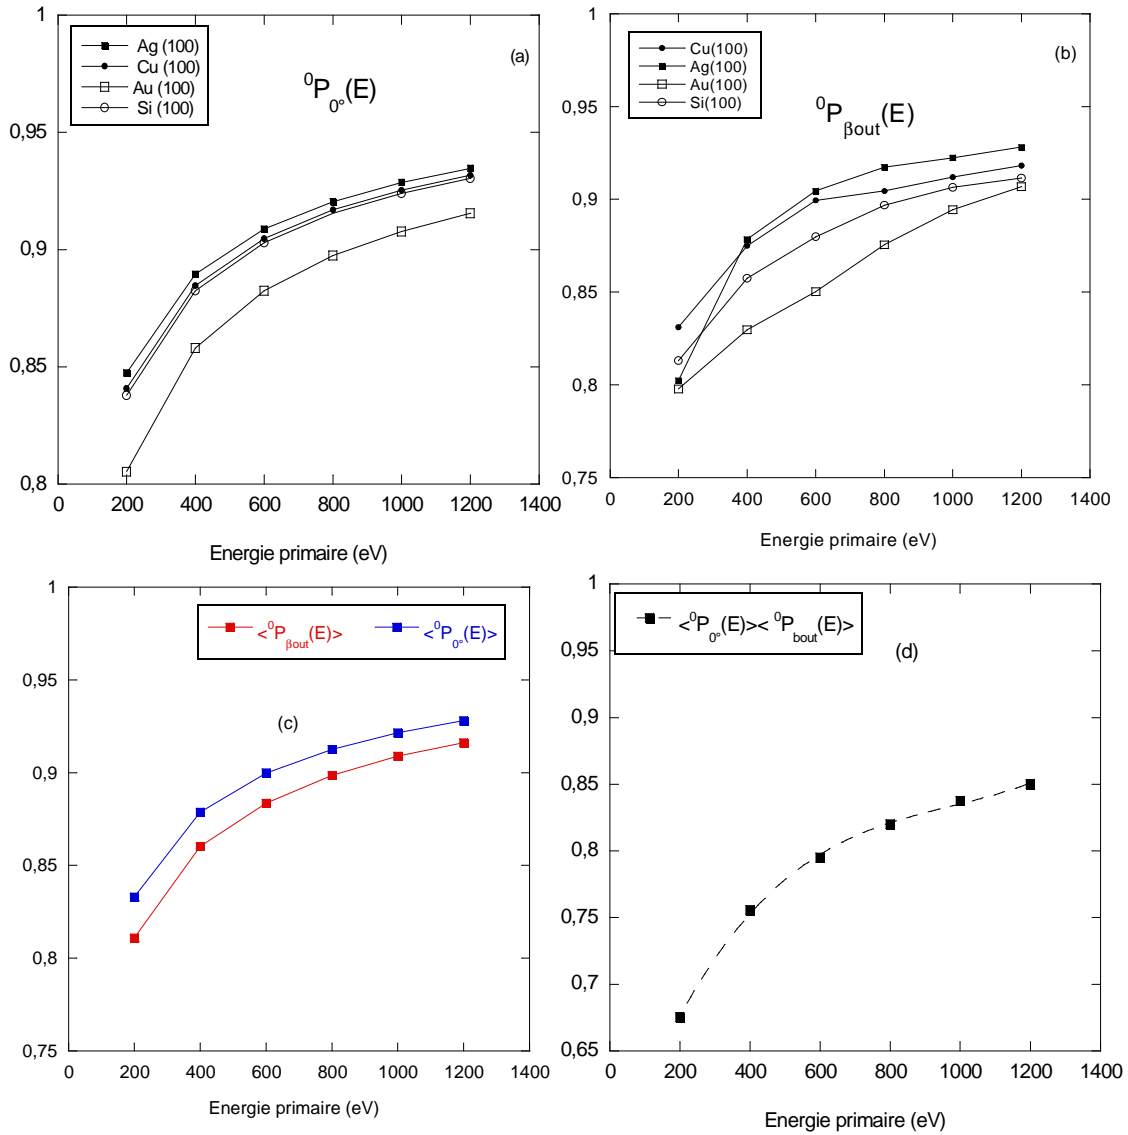 1
0,95
0,9
0,85
0,8
0 200 400 600 800 1000 1200 1400
Ag (100)
Cu (100)
Au (100)
Si (100)
(a)
⁰P₀°(E)
Energie primaire (eV)
1
0,95
0,9
0,85
0,8
0,75
0 200 400 600 800 1000 1200 1400
Cu(100)
Ag(100)
Au(100)
Si(100)
(b)
⁰Pβout(E)
Energie primaire (eV)
1
0,95
0,9
0,85
0,8
0,75
0 200 400 600 800 1000 1200 1400
<⁰Pβout(E)> <⁰P₀°(E)>
(c)
Energie primaire (eV)
1
0,95
0,9
0,85
0,8
0,75
0,7
0,65
0 200 400 600 800 1000 1200 1400
<⁰P₀°(E)>< ⁰Pbout(E)>
(d)
Energie primaire (eV)